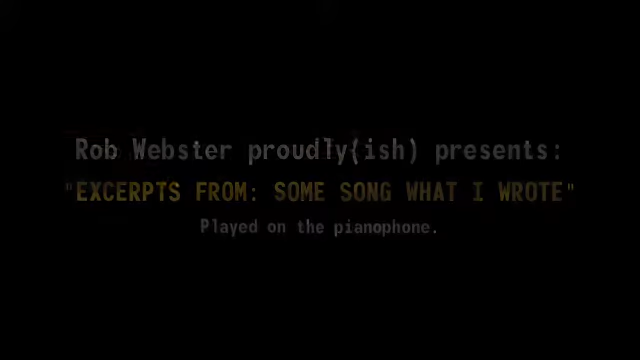 Rob Webster proudly(ish) presents:
"EXCERPTS FROM: SOME SONG WHAT I WROTE"
Played on the pianophone.